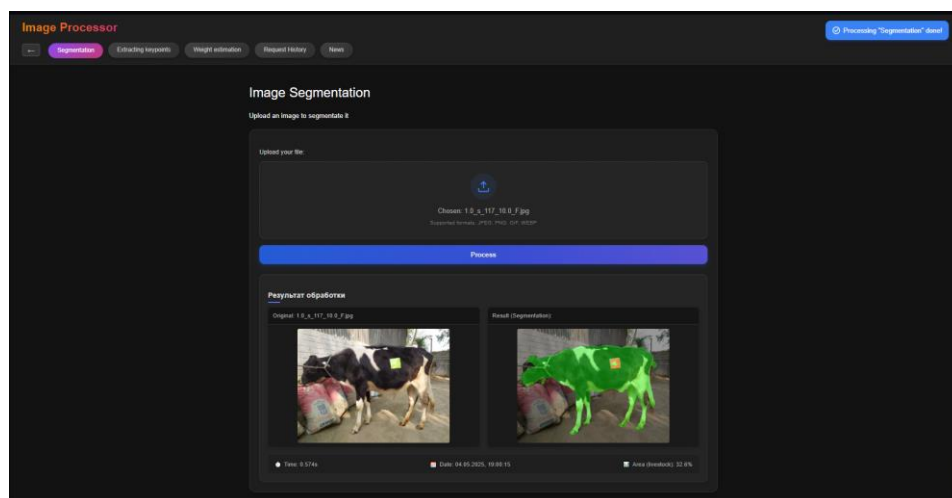 Image Processor
Processing "Segmentation" done!
← Segmentation Extracting keypoints Weight estimation Request History News
Image Segmentation
Upload an image to segmentate it
Upload your file:
Chosen: 1.0_s_117_18.0_F.jpg
Supported formats: JPEG, PNG, GIF, WEBP
Process
Результат обработки
Original: 1.0_s_117_18.0_F.jpg
Result (Segmentation):
Time: 0.574s
Date: 04.05.2025, 19:00:15
Area (livestock): 32.6%